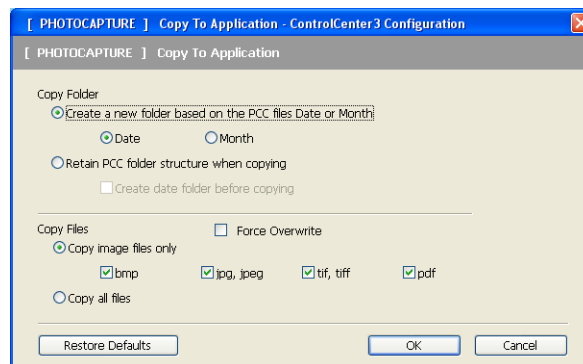 [ PHOTOCAPTURE ] Copy To Application - ControlCenter3 Configuration
[ PHOTOCAPTURE ] Copy To Application
Copy Folder
Create a new folder based on the PCC files Date or Month
Date Month
Retain PCC folder structure when copying
Create date folder before copying
Copy Files Force Overwrite
Copy image files only
bmp jpg, jpeg tif, tiff pdf
Copy all files
Restore Defaults OK Cancel